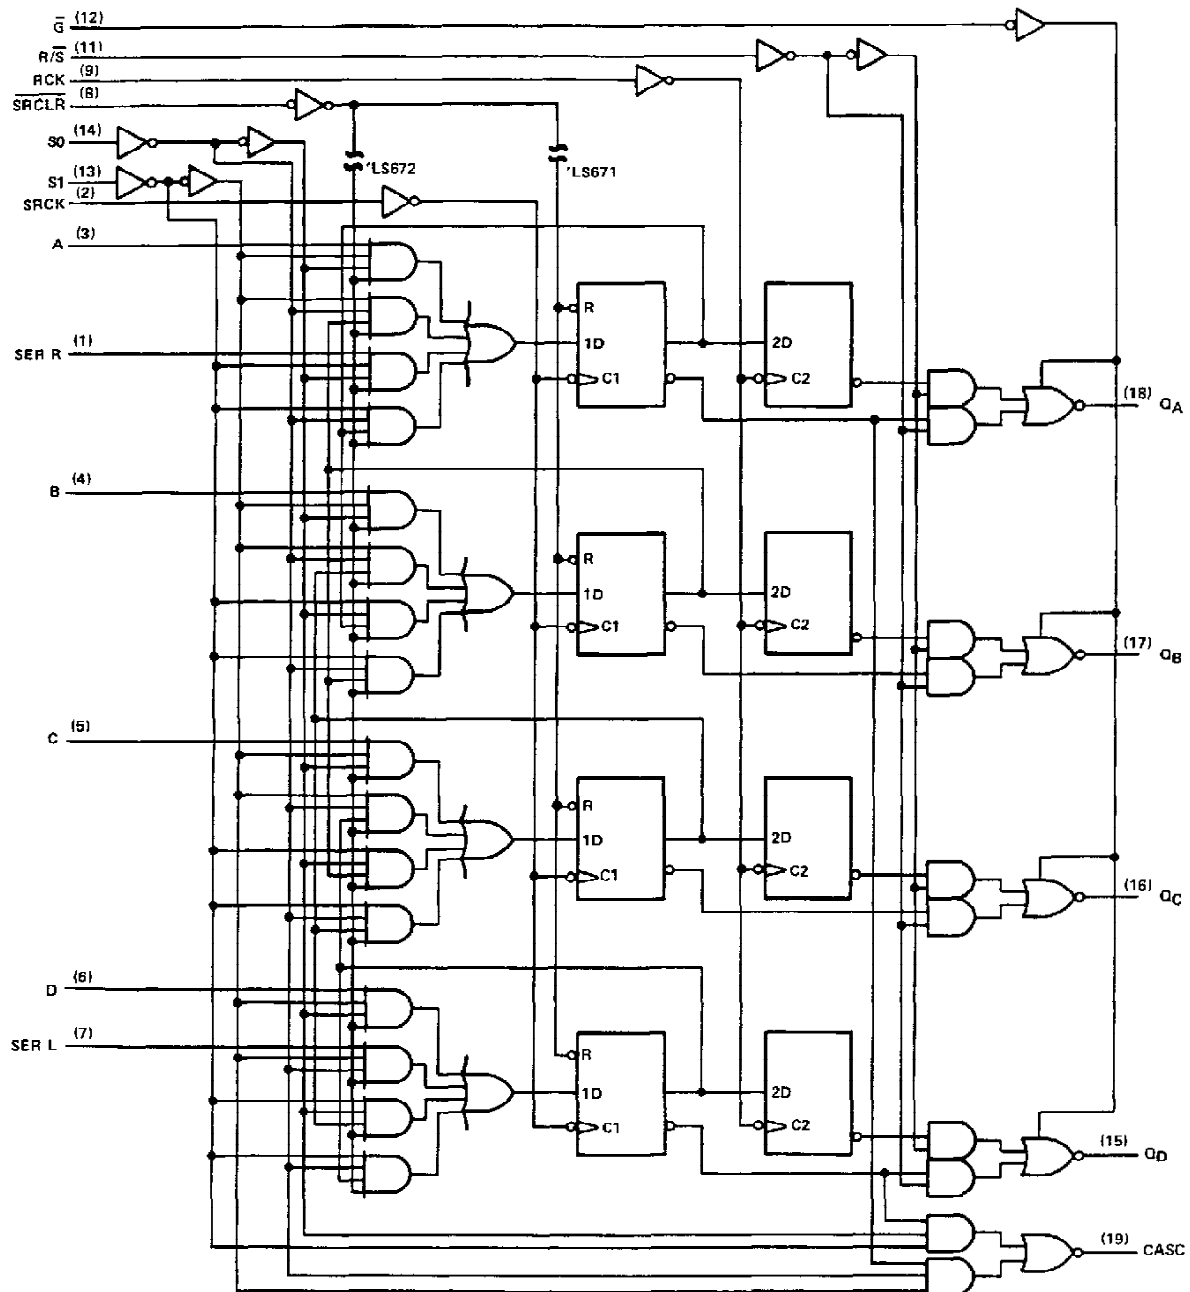 G̅ (12)
R/S̅ (11)
RCK (9)
S̅R̅C̅L̅R̅ (8)
S0 (14)
'LS672
'LS671
S1 (13)
SRCK (2)
A (3)
R
1D
2D
SER R (1)
C1
C2
(18) QA
B (4)
R
1D
2D
C1
C2
(17) QB
C (5)
R
1D
2D
C1
C2
(16) QC
D (6)
SER L (7)
R
1D
2D
C1
C2
(15) QD
(19) CASC